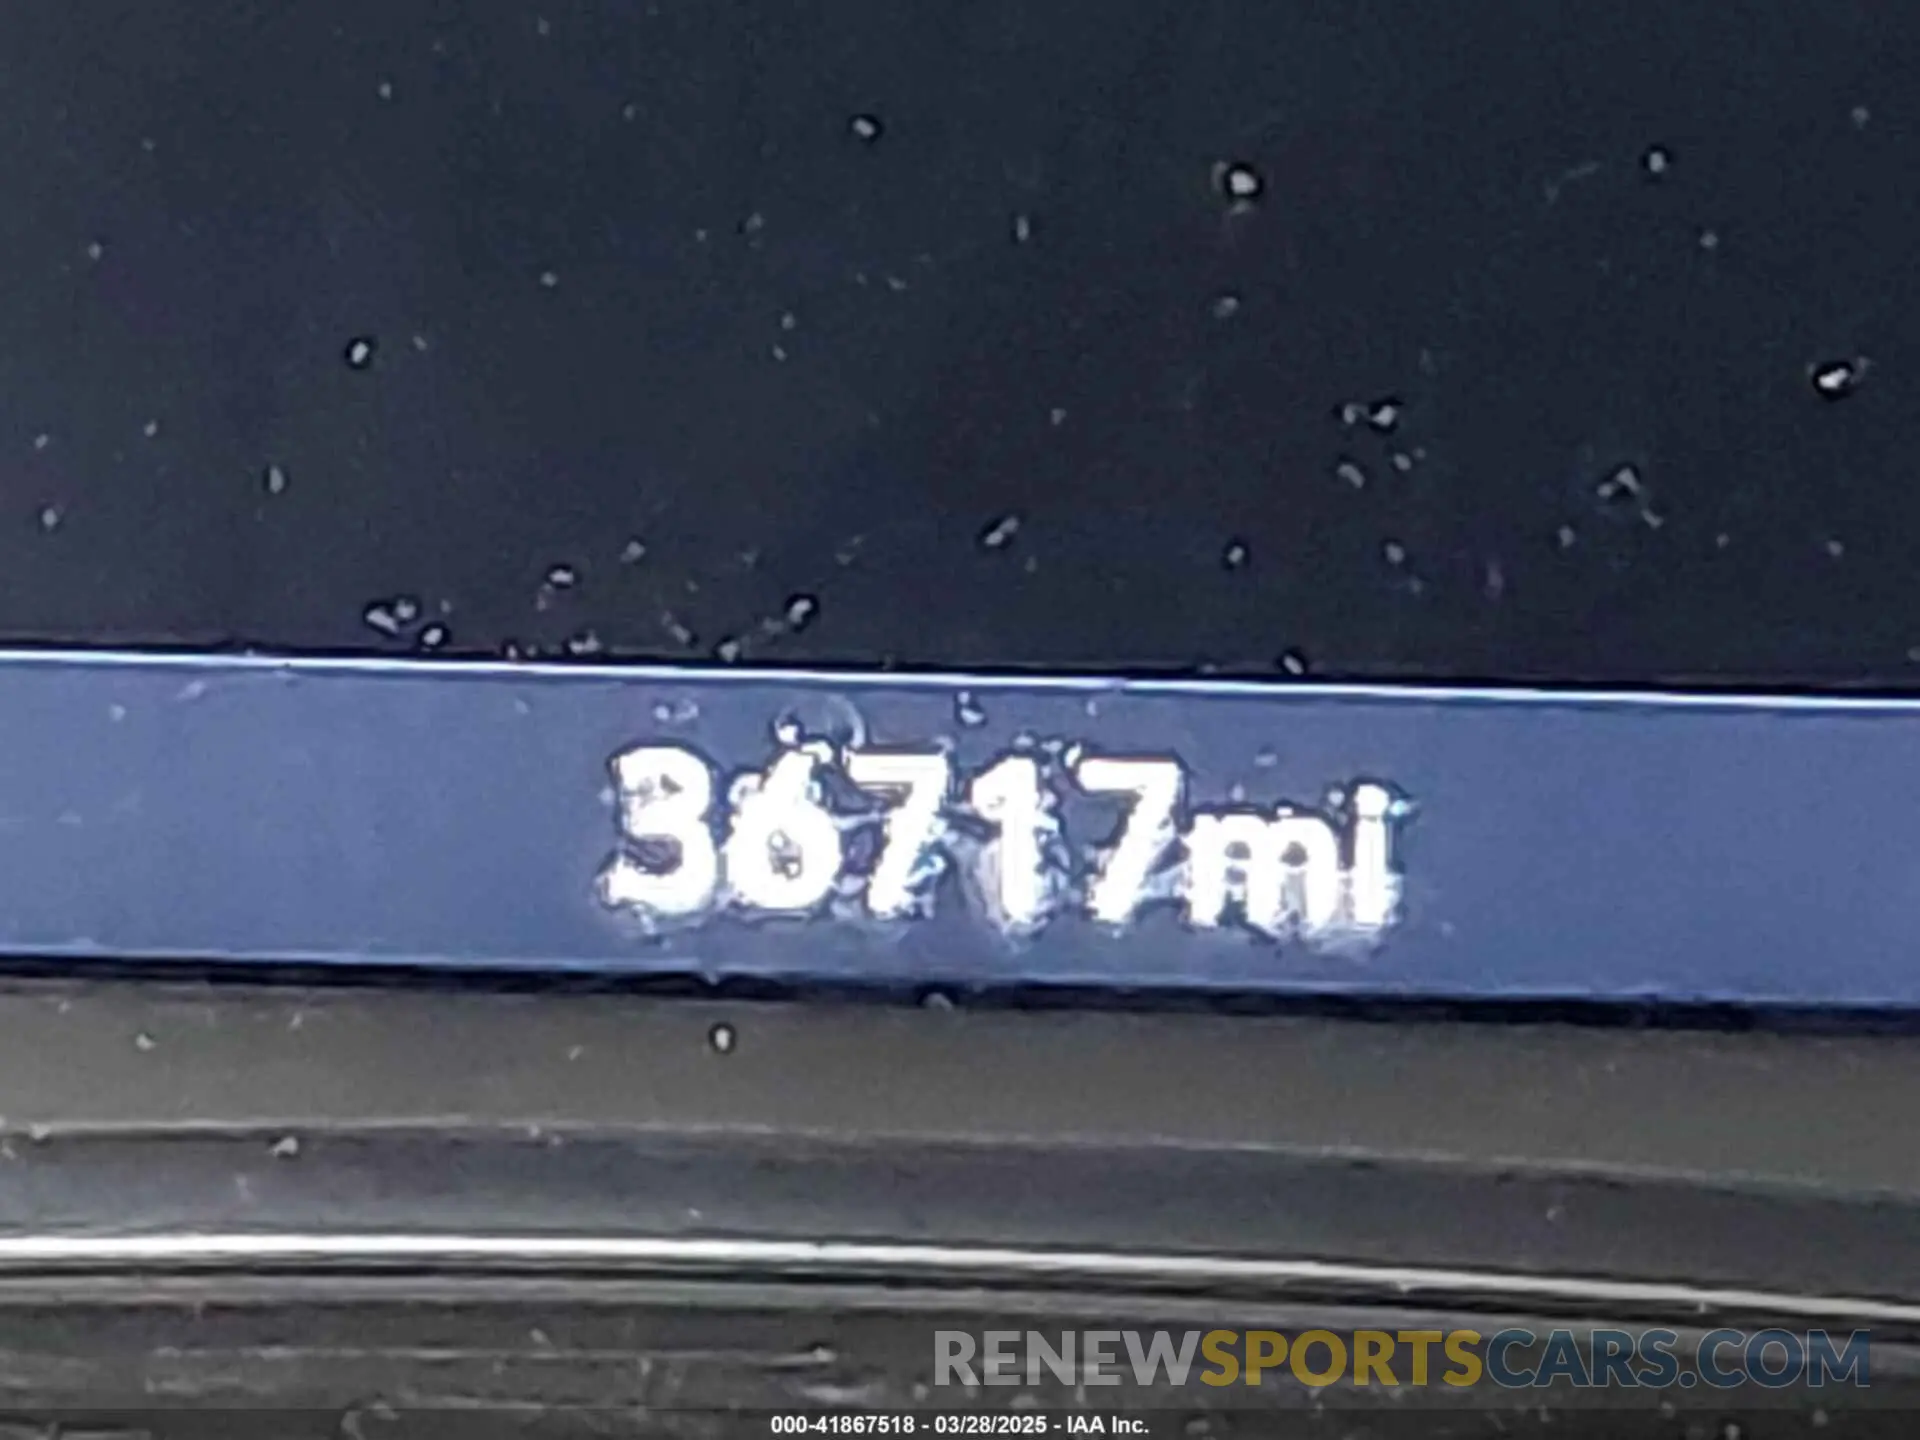 36717mi
RENEWSPORTSCARS.COM
000-41867518 - 03/28/2025 - IAA Inc.